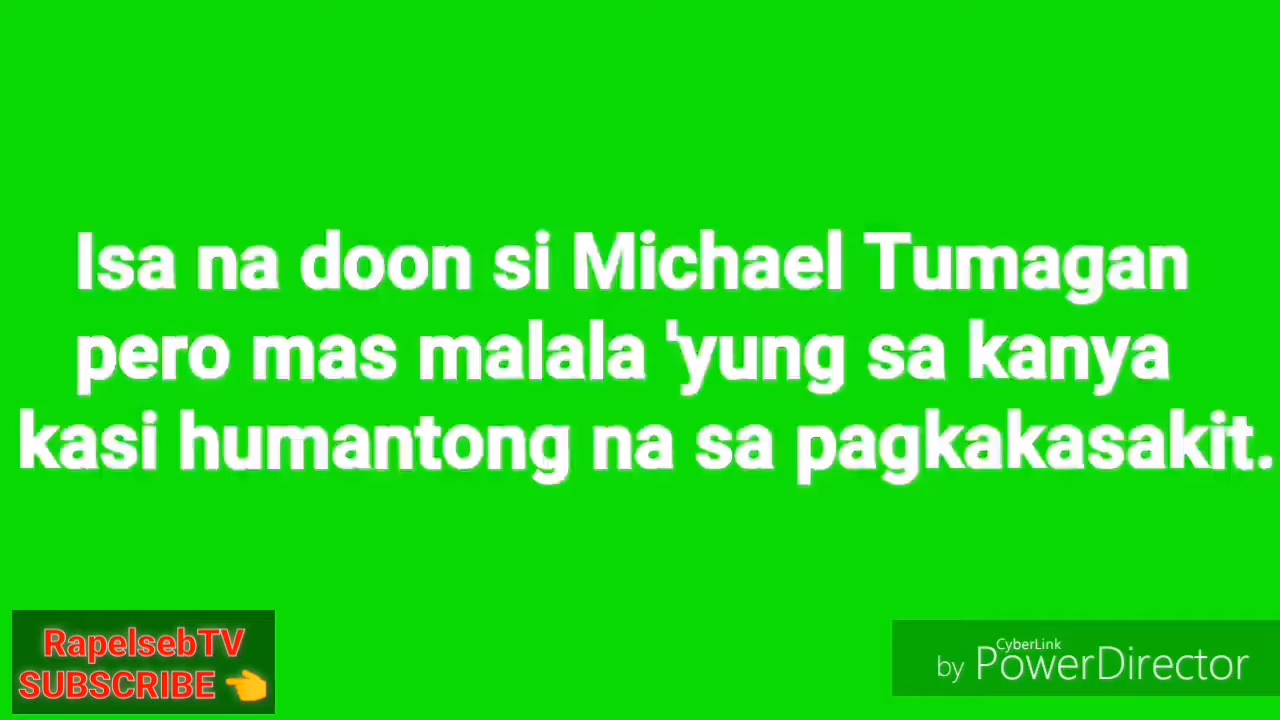 Isa na doon si Michael Tumagan
pero mas malala 'yung sa kanya
kasi humantong na sa pagkakasakit.
RapelsebTV
SUBSCRIBE 👈
CyberLink
by PowerDirector